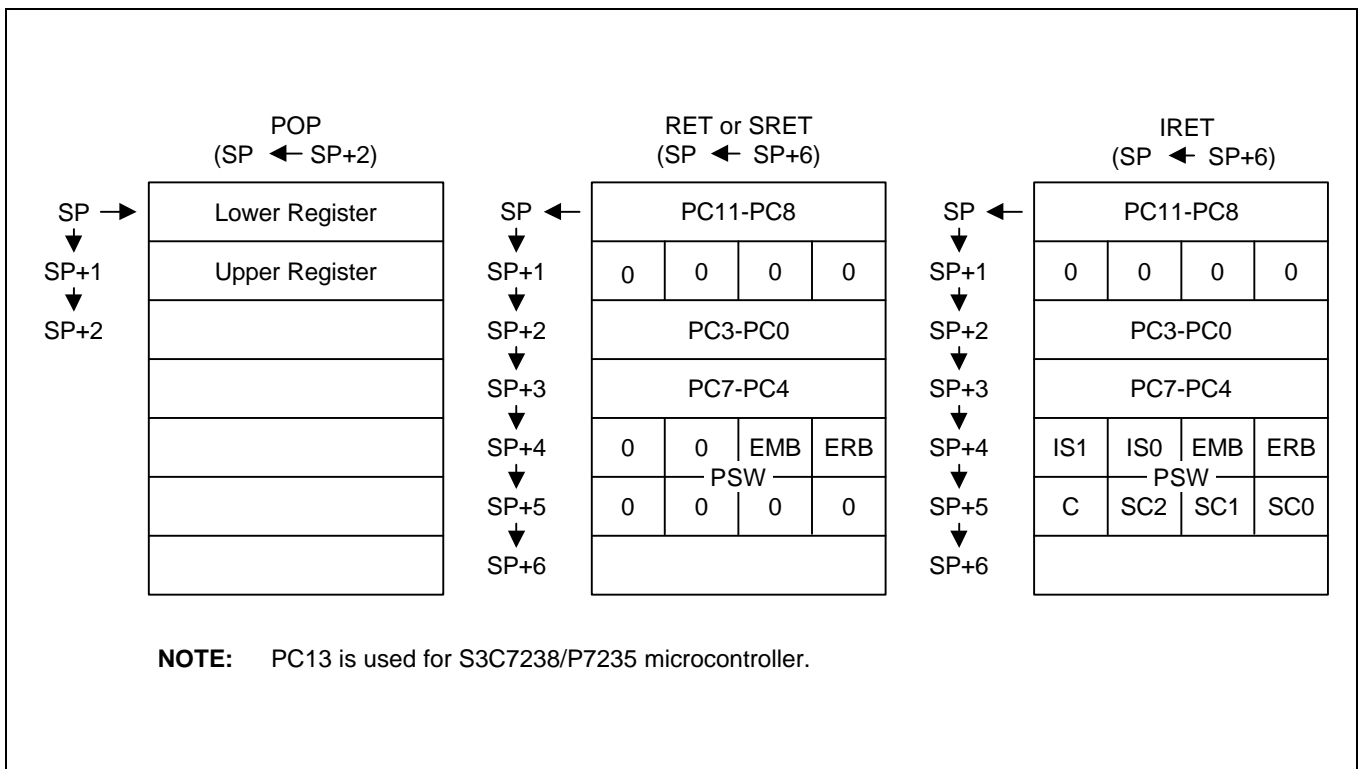 POP
(SP ← SP+2)
SP
SP+1
SP+2
Lower Register
Upper Register
RET or SRET
(SP ← SP+6)
SP
SP+1
SP+2
SP+3
SP+4
SP+5
SP+6
PC11-PC8
0 0 0 0
PC3-PC0
PC7-PC4
0 0 EMB ERB
PSW
0 0 0 0
IRET
(SP ← SP+6)
SP
SP+1
SP+2
SP+3
SP+4
SP+5
SP+6
PC11-PC8
0 0 0 0
PC3-PC0
PC7-PC4
IS1 IS0 EMB ERB
PSW
C SC2 SC1 SC0
NOTE: PC13 is used for S3C7238/P7235 microcontroller.